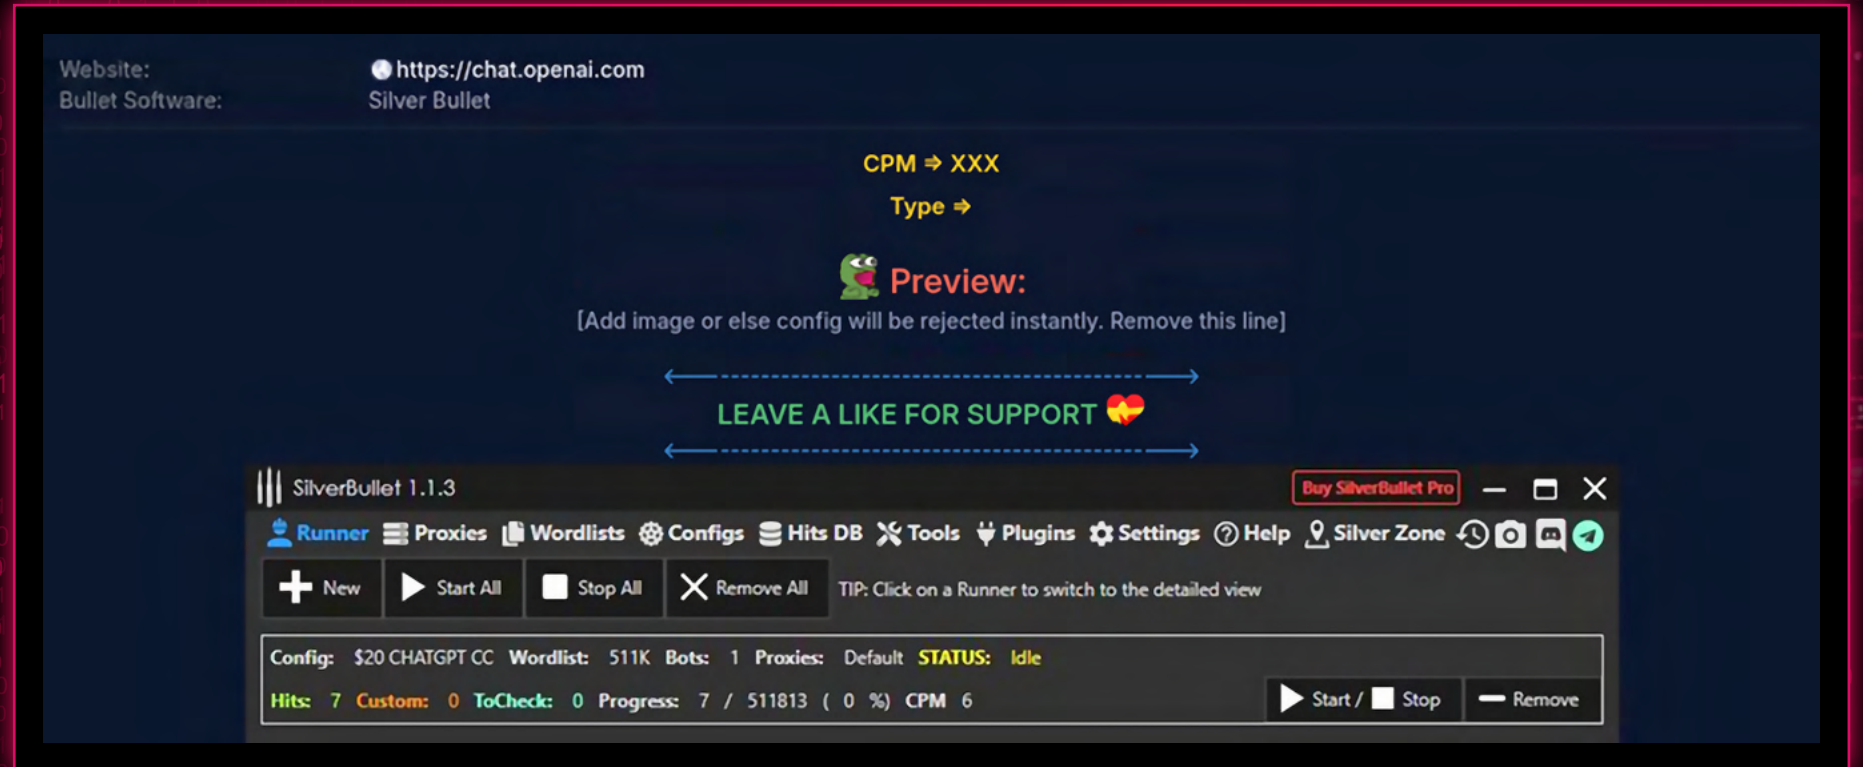 Website: https://chat.openai.com
Bullet Software: Silver Bullet
CPM ⇒ XXX
Type ⇒
Preview:
[Add image or else config will be rejected instantly. Remove this line]
LEAVE A LIKE FOR SUPPORT
SilverBullet 1.1.3 Buy SilverBullet Pro
Runner Proxies Wordlists Configs Hits DB Tools Plugins Settings Help Silver Zone
New Start All Stop All Remove All TIP: Click on a Runner to switch to the detailed view
Config: $20 CHATGPT CC Wordlist: 511K Bots: 1 Proxies: Default STATUS: Idle
Hits: 7 Custom: 0 ToCheck: 0 Progress: 7 / 511813 ( 0 %) CPM 6 Start / Stop Remove